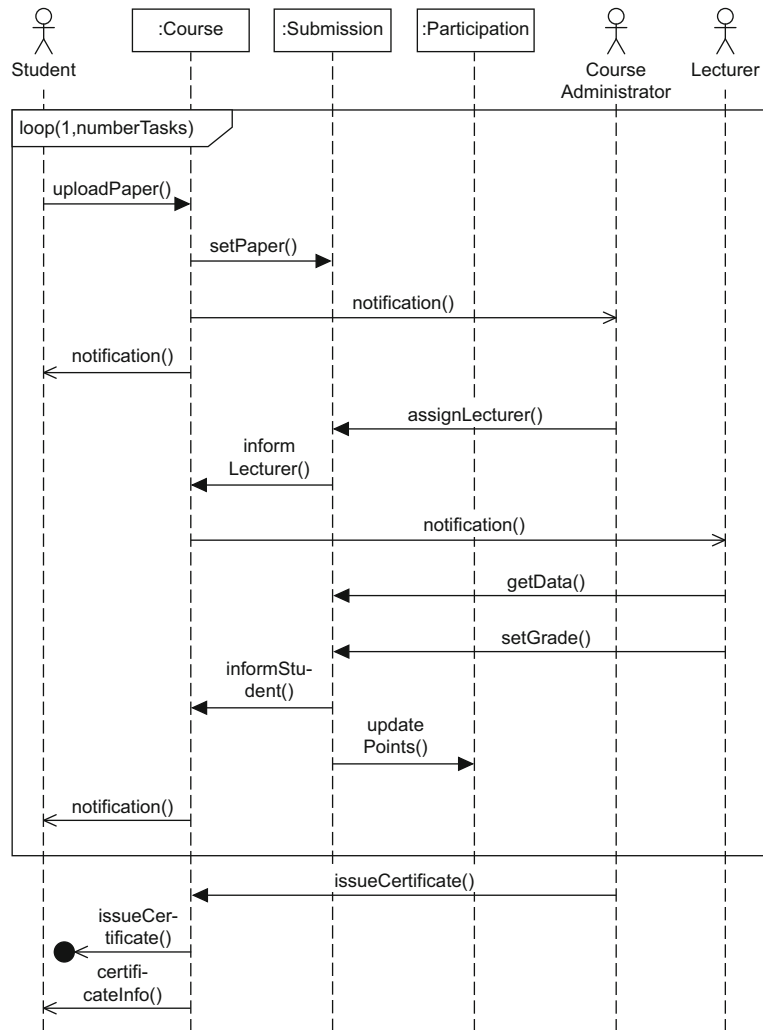 :Course
:Submission
:Participation
Student
Course
Administrator
Lecturer
loop(1,numberTasks)
uploadPaper()
setPaper()
notification()
notification()
assignLecturer()
inform
Lecturer()
notification()
getData()
setGrade()
informStu-
dent()
update
Points()
notification()
issueCertificate()
issueCer-
tificate()
certifi-
cateInfo()